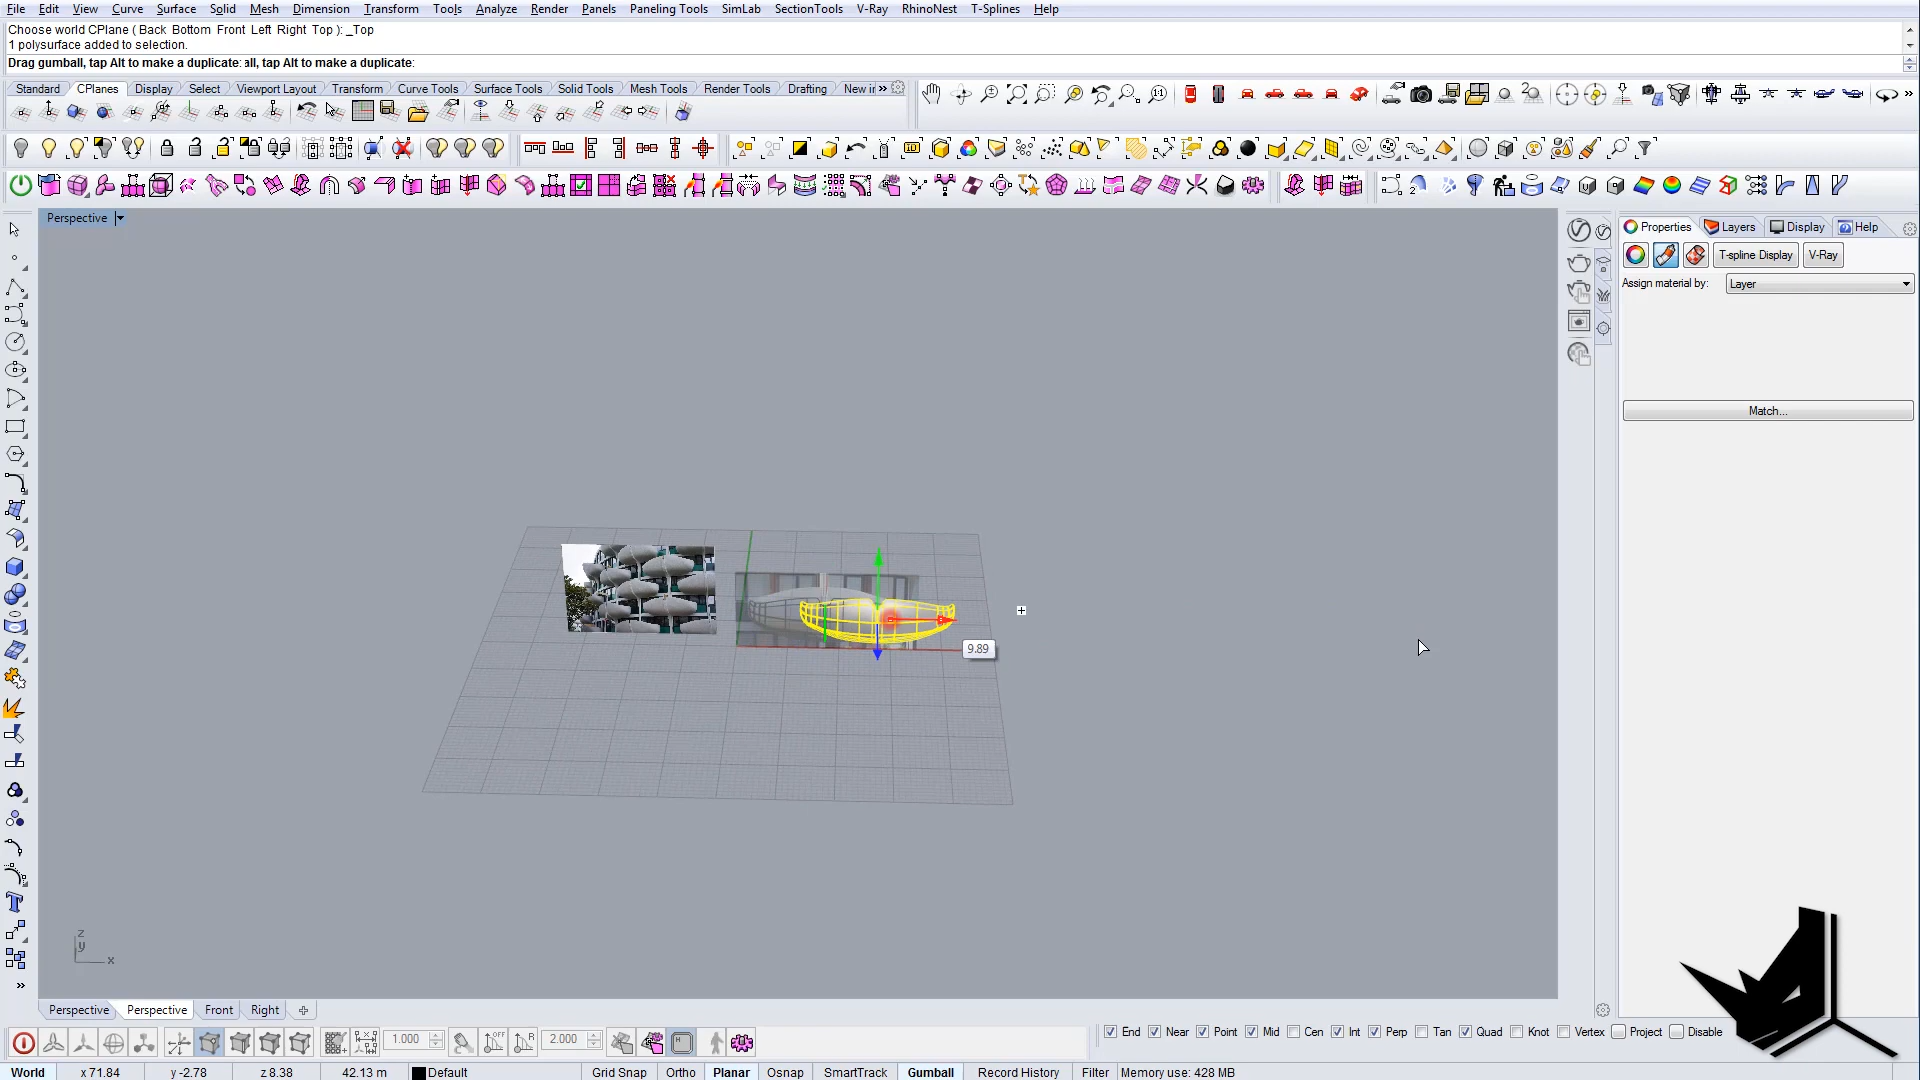 File Edit View Curve Surface Solid Mesh Dimension Transform Tools Analyze Render Panels Paneling Tools SimLab SectionTools V-Ray RhinoNest T-Splines Help
Choose world CPlane ( Back Bottom Front Left Right Top ): _Top
1 polysurface added to selection.
Drag gumball, tap Alt to make a duplicate: all, tap Alt to make a duplicate:
Standard CPlanes Display Select Viewport Layout Transform Curve Tools Surface Tools Solid Tools Mesh Tools Render Tools Drafting New in
Perspective
Properties Layers Display Help
T-spline Display V-Ray
Assign material by: Layer
Match...
9.89
z
y
x
Perspective Perspective Front Right
1.000 2.000
End Near Point Mid Cen Int Perp Tan Quad Knot Vertex Project Disable
World x 71.84 y -2.78 z 8.38 42.13 m Default Grid Snap Ortho Planar Osnap SmartTrack Gumball Record History Filter Memory use: 428 MB